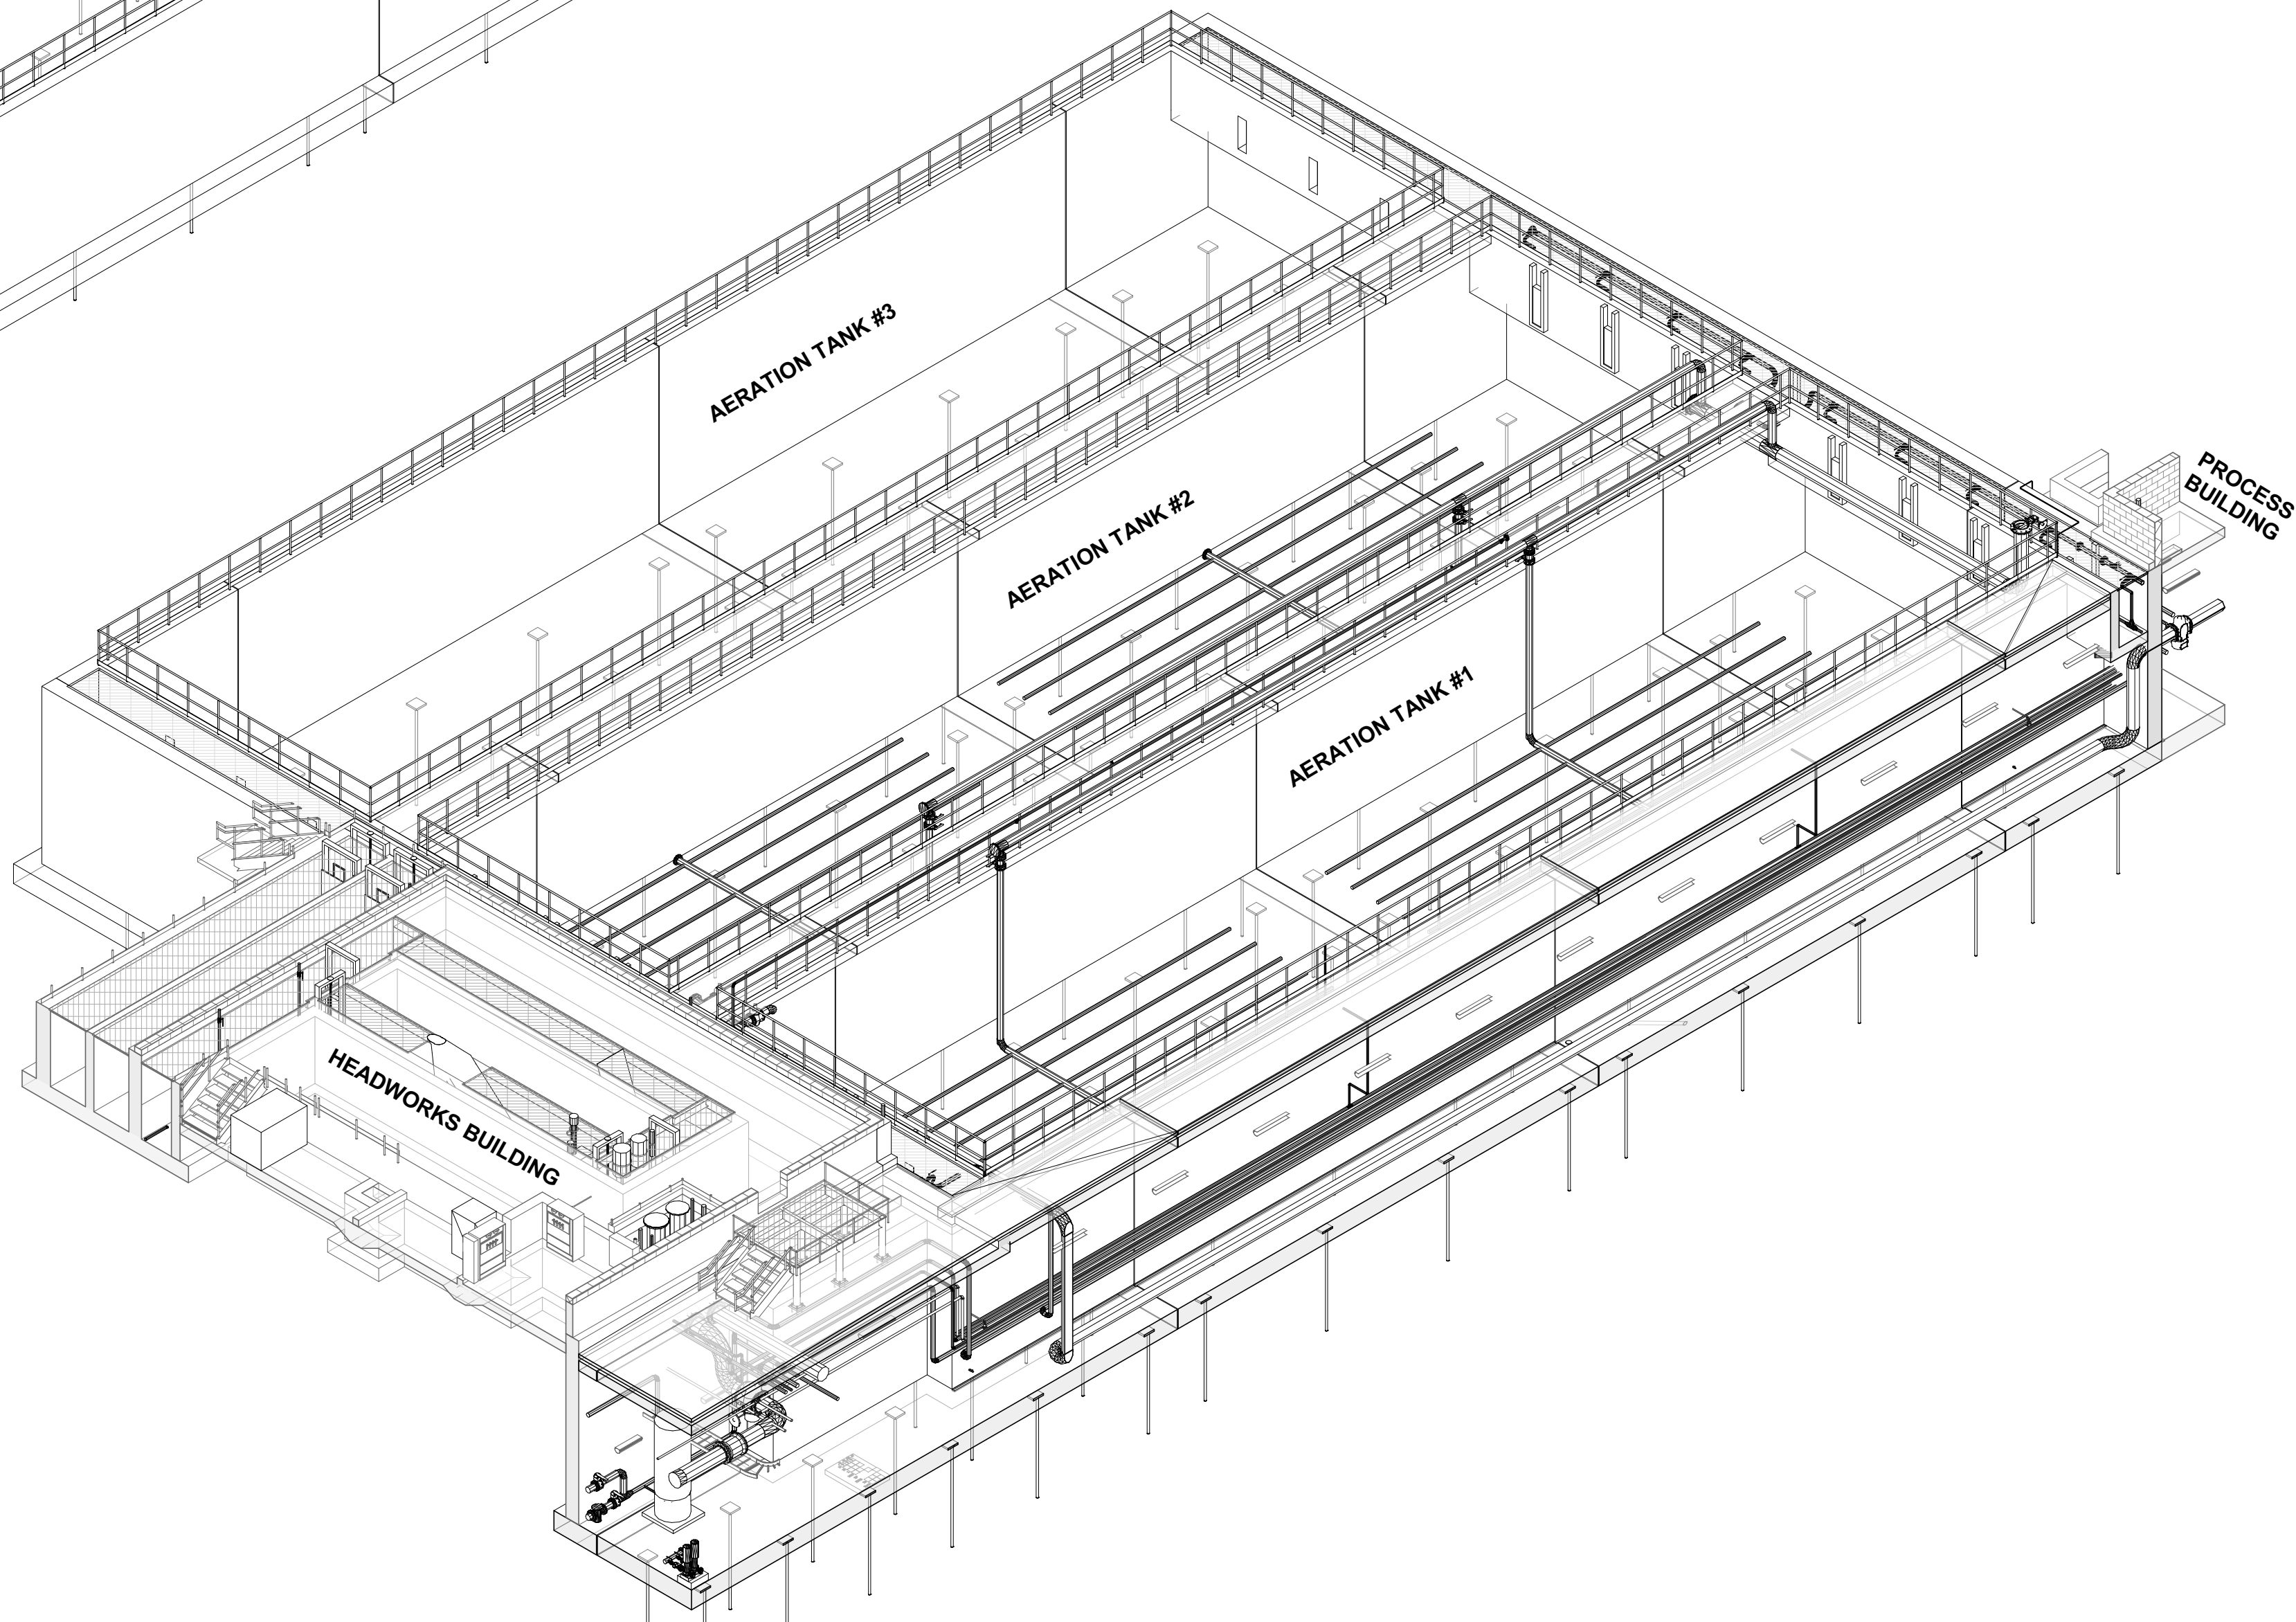 AERATION TANK #3
AERATION TANK #2
AERATION TANK #1
PROCESS
BUILDING
HEADWORKS BUILDING